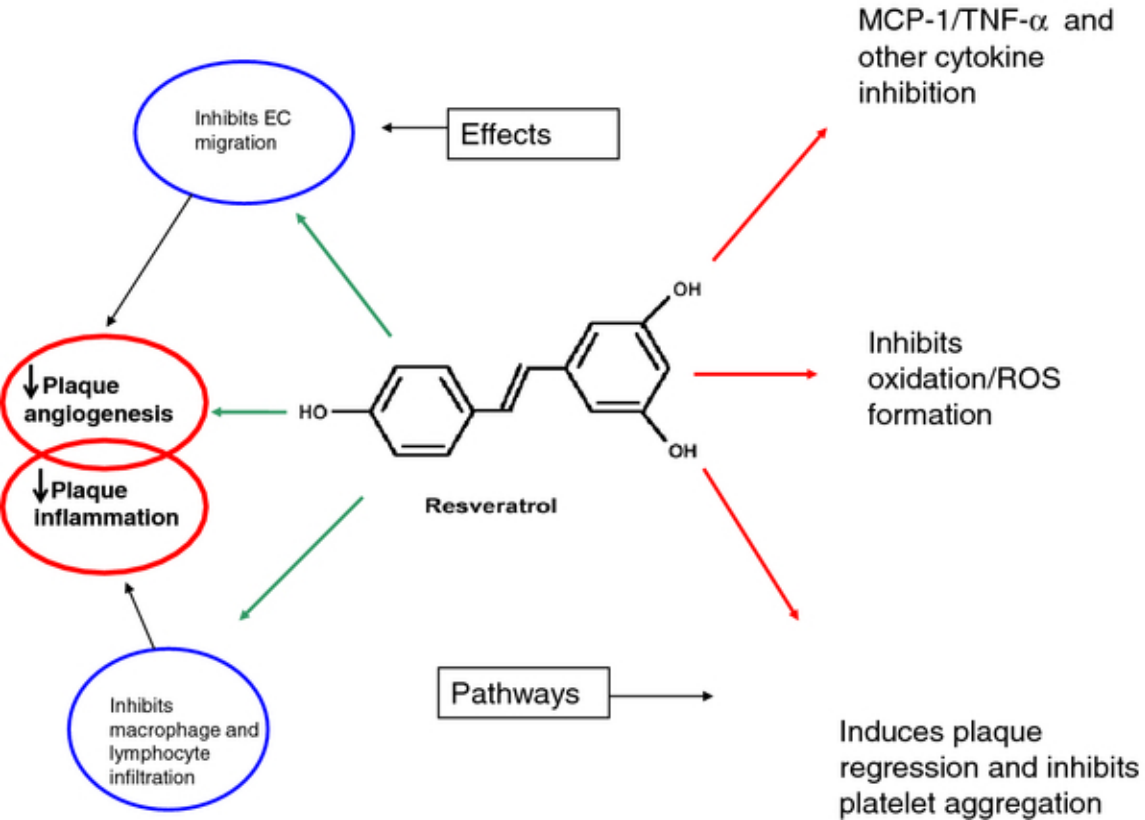 MCP-1/TNF-α and
other cytokine
inhibition
Inhibits EC
migration
Effects
OH
Inhibits
oxidation/ROS
formation
↓Plaque
angiogenesis
HO
OH
↓Plaque
inflammation
Resveratrol
Pathways
Inhibits
macrophage and
lymphocyte
infiltration
Induces plaque
regression and inhibits
platelet aggregation